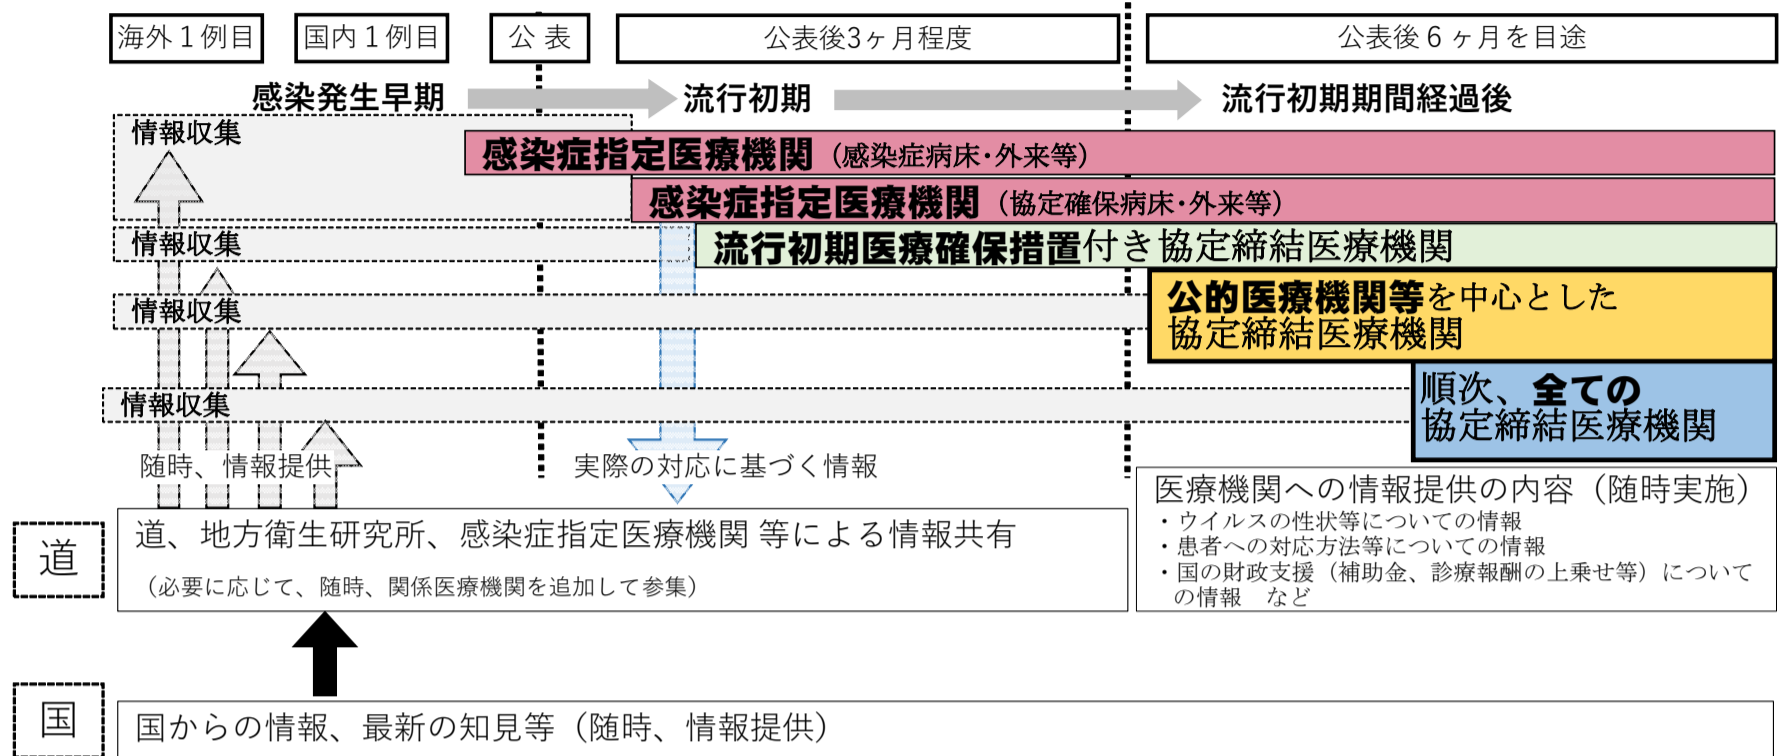 海外１例目
国内１例目
公 表
公表後3ヶ月程度
公表後６ヶ月を目途
感染発生早期
流行初期
流行初期期間経過後
情報収集
感染症指定医療機関（感染症病床･外来等）
感染症指定医療機関（協定確保病床･外来等）
情報収集
流行初期医療確保措置付き協定締結医療機関
情報収集
公的医療機関等を中心とした
協定締結医療機関
情報収集
順次、全ての
協定締結医療機関
随時、情報提供
実際の対応に基づく情報
医療機関への情報提供の内容（随時実施）
・ウイルスの性状等についての情報
・患者への対応方法等についての情報
・国の財政支援（補助金、診療報酬の上乗せ等）について
の情報　など
道
道、地方衛生研究所、感染症指定医療機関 等による情報共有
（必要に応じて、随時、関係医療機関を追加して参集）
国
国からの情報、最新の知見等（随時、情報提供）